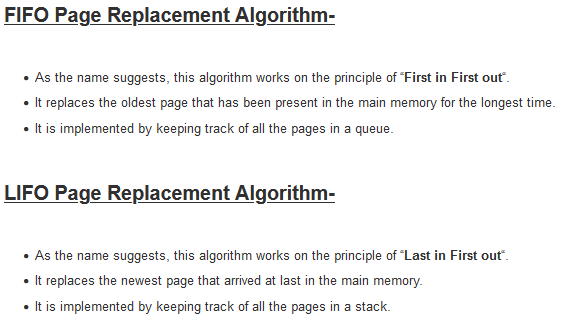 FIFO Page Replacement Algorithm-
• As the name suggests, this algorithm works on the principle of “First in First out“.
• It replaces the oldest page that has been present in the main memory for the longest time.
• It is implemented by keeping track of all the pages in a queue.
LIFO Page Replacement Algorithm-
• As the name suggests, this algorithm works on the principle of “Last in First out“.
• It replaces the newest page that arrived at last in the main memory.
• It is implemented by keeping track of all the pages in a stack.